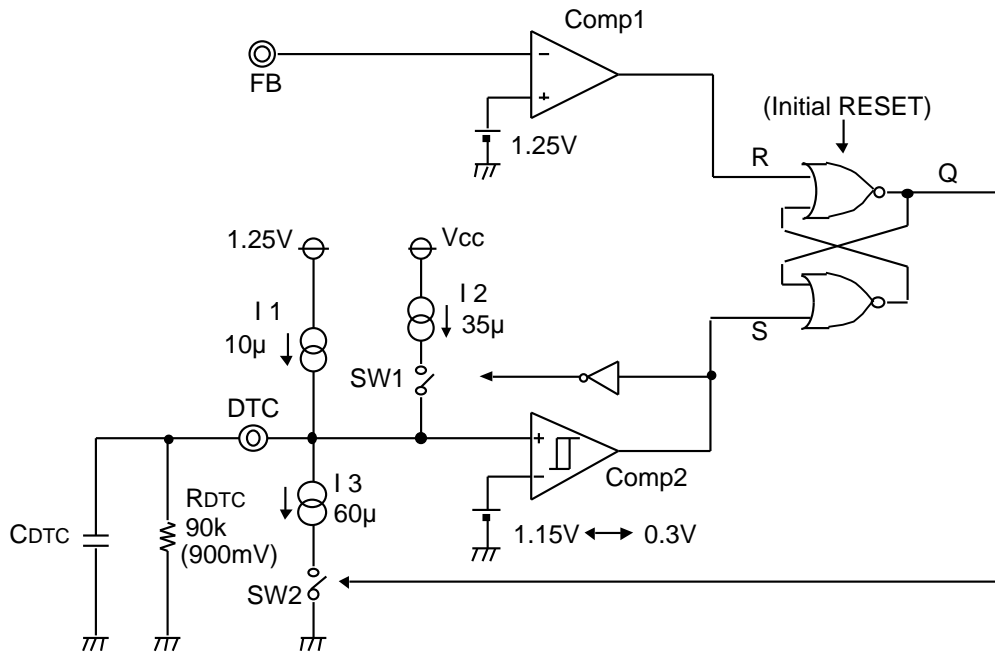 Comp1
−
FB
+
1.25V
(Initial RESET)
R
Q
1.25V
Vcc
I 1
10µ
I 2
35µ
SW1
S
DTC
+
−
Comp2
I 3
60µ
RDTC
90k
(900mV)
CDTC
1.15V
0.3V
SW2